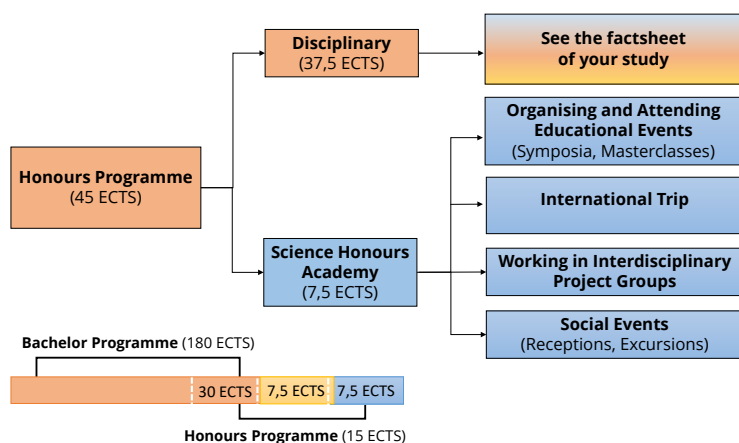 Disciplinary
(37,5 ECTS)
See the factsheet
of your study
Organising and Attending
Educational Events
(Symposia, Masterclasses)
Honours Programme
(45 ECTS)
International Trip
Science Honours
Academy
(7,5 ECTS)
Working in Interdisciplinary
Project Groups
Social Events
(Receptions, Excursions)
Bachelor Programme (180 ECTS)
30 ECTS 7,5 ECTS 7,5 ECTS
Honours Programme (15 ECTS)